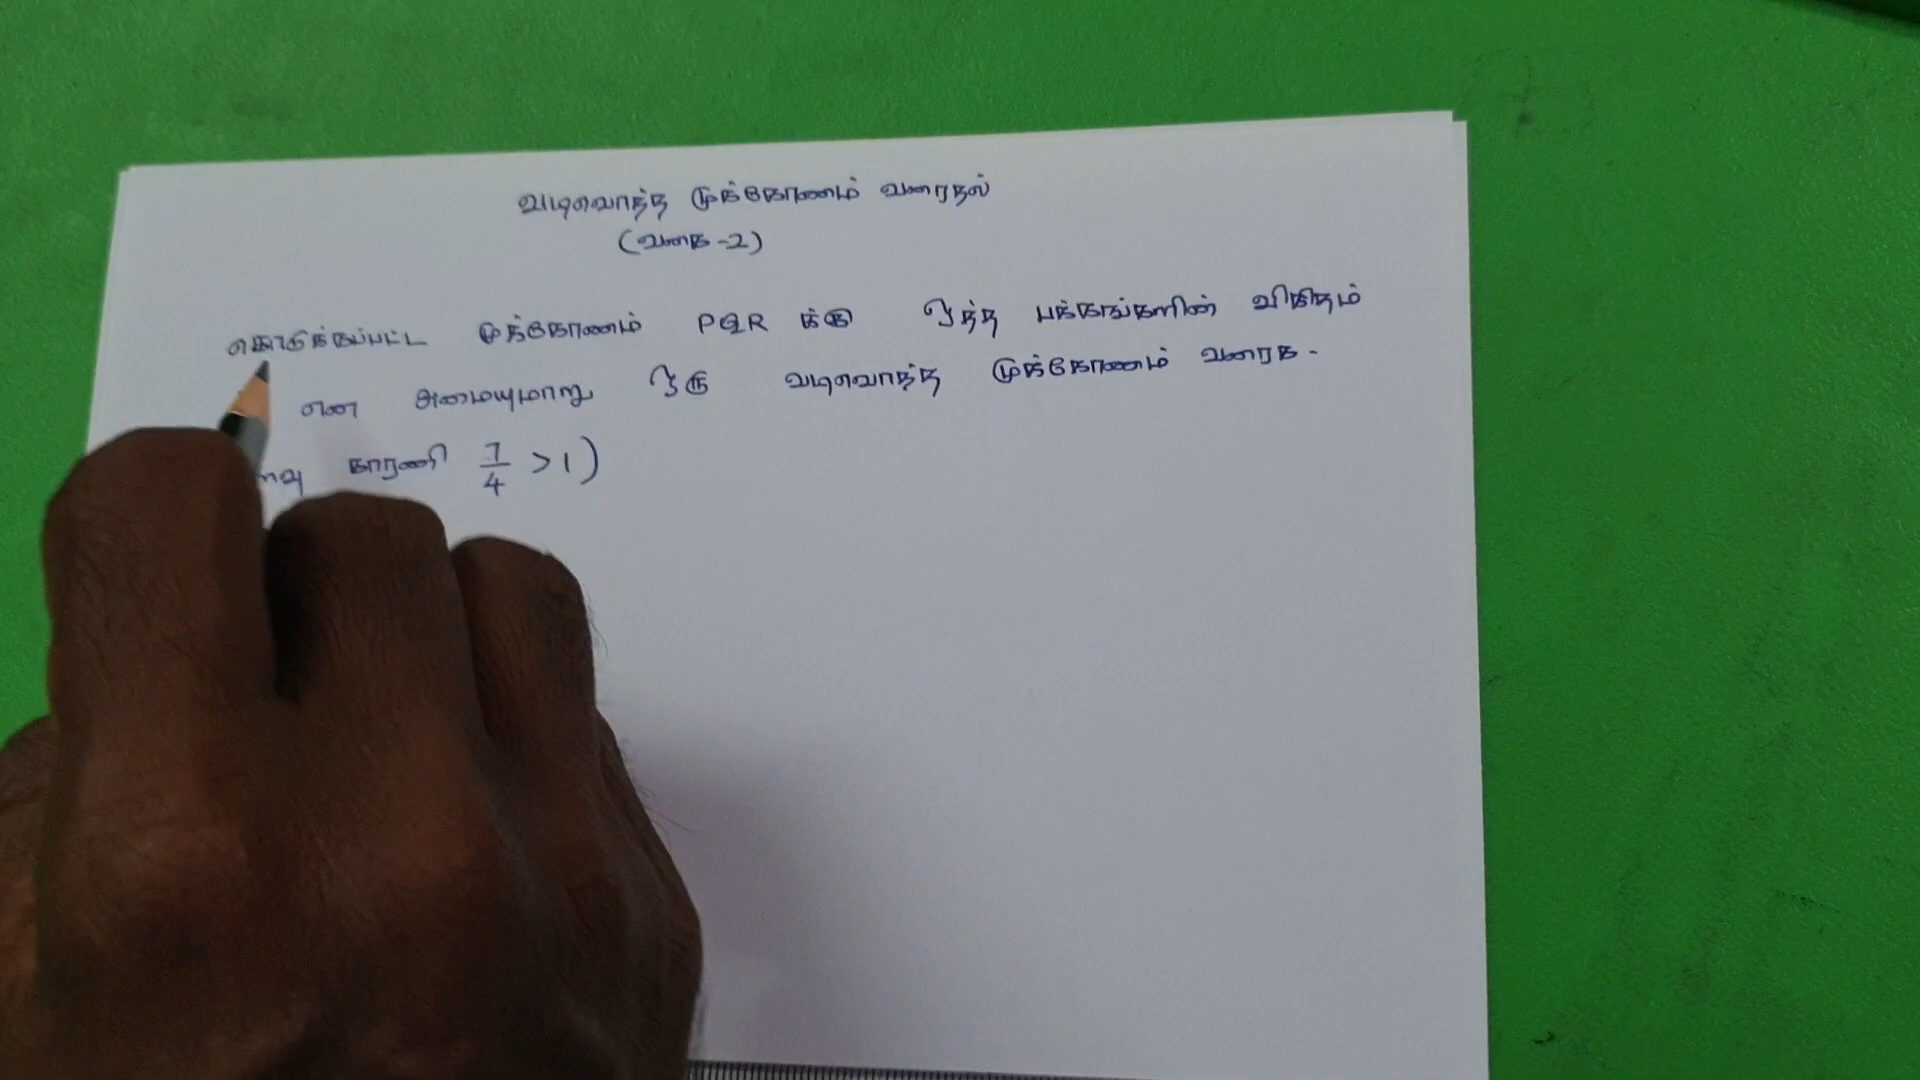 வடிவொத்த முக்கோணம் வரைதல்
(வகை -2)
கொடுக்கப்பட்ட முக்கோணம் PQR க்கு ஒத்த பக்கங்களின் விகிதம்
என அமையுமாறு ஒரு வடிவொத்த முக்கோணம் வரைக.
காரணி 7/4 >1)